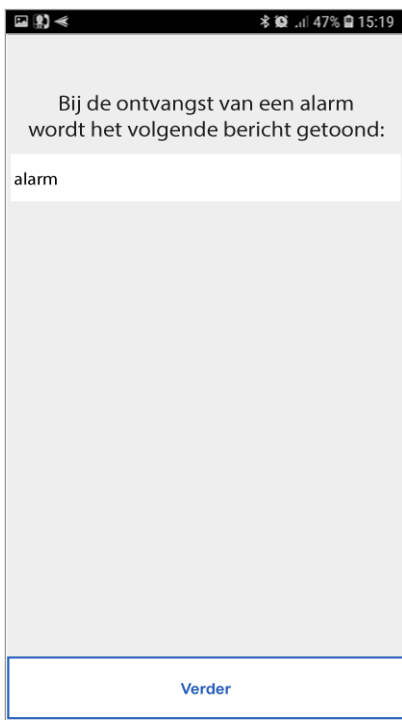 47% 15:19
Bij de ontvangst van een alarm
wordt het volgende bericht getoond:
alarm
Verder